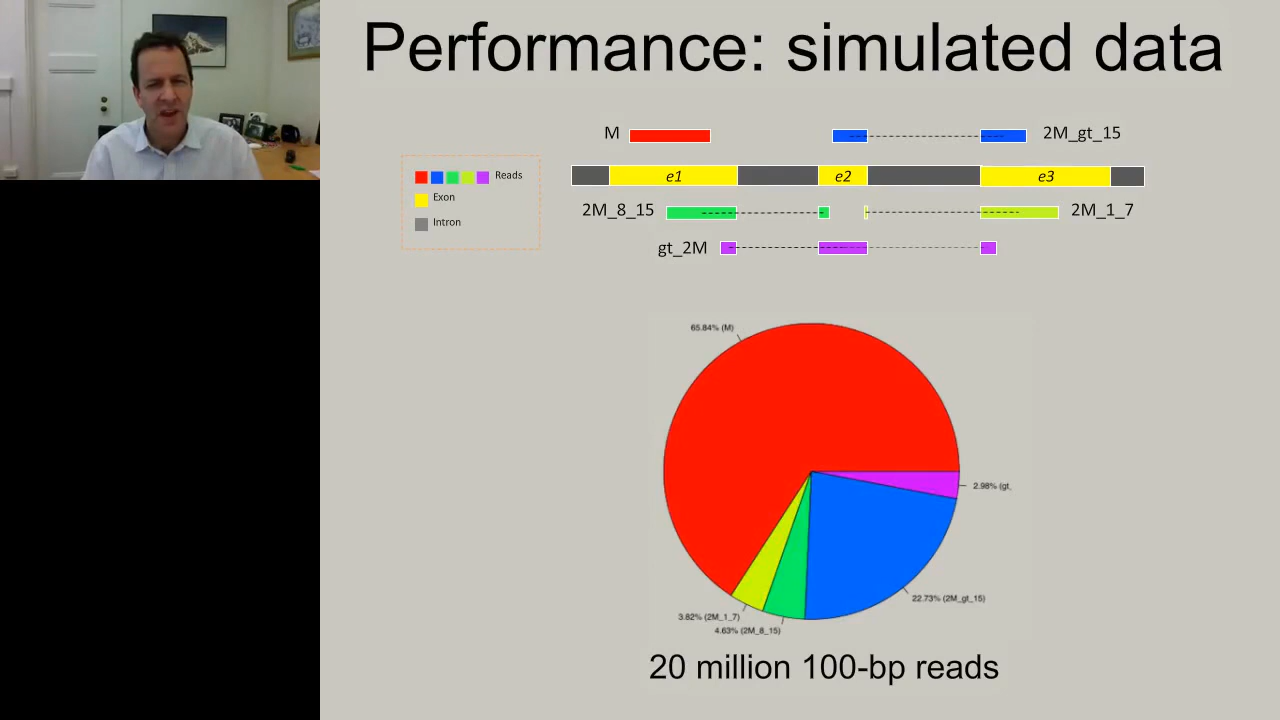 Performance: simulated data
M
2M_gt_15
Reads
e1
e2
e3
Exon
2M_8_15
2M_1_7
Intron
gt_2M
65.84% (M)
2.98% (gt_
22.73% (2M_gt_15)
3.82% (2M_1_7)
4.63% (2M_8_15)
20 million 100-bp reads